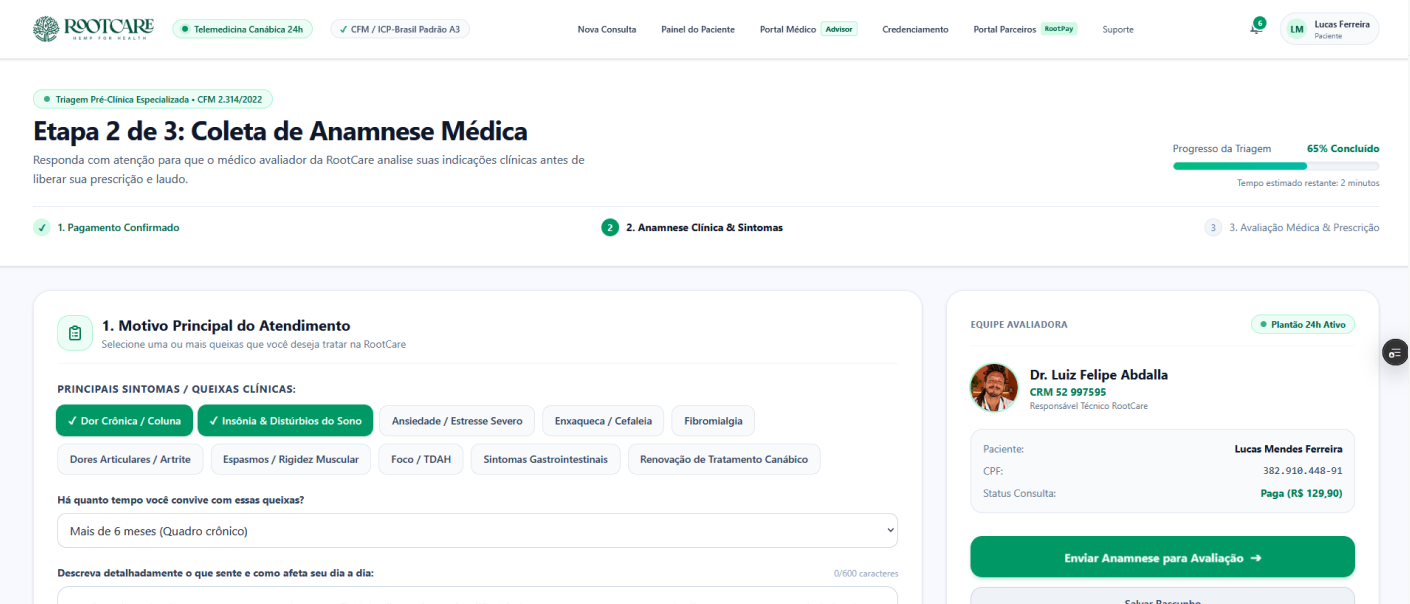 ROOTCARE
HEMP FOR HEALTH
Telemedicina Canábica 24h
✓ CFM / ICP-Brasil Padrão A3
Nova Consulta
Painel do Paciente
Portal Médico Advisor
Credenciamento
Portal Parceiros RootPay
Suporte
6
LM
Lucas Ferreira
Paciente
Triagem Pré-Clínica Especializada • CFM 2.314/2022
Etapa 2 de 3: Coleta de Anamnese Médica
Responda com atenção para que o médico avaliador da RootCare analise suas indicações clínicas antes de
liberar sua prescrição e laudo.
Progresso da Triagem 65% Concluído
Tempo estimado restante: 2 minutos
✓ 1. Pagamento Confirmado
2 2. Anamnese Clínica & Sintomas
3 3. Avaliação Médica & Prescrição
1. Motivo Principal do Atendimento
Selecione uma ou mais queixas que você deseja tratar na RootCare
PRINCIPAIS SINTOMAS / QUEIXAS CLÍNICAS:
✓ Dor Crônica / Coluna
✓ Insônia & Distúrbios do Sono
Ansiedade / Estresse Severo
Enxaqueca / Cefaleia
Fibromialgia
Dores Articulares / Artrite
Espasmos / Rigidez Muscular
Foco / TDAH
Sintomas Gastrointestinais
Renovação de Tratamento Canábico
Há quanto tempo você convive com essas queixas?
Mais de 6 meses (Quadro crônico)
Descreva detalhadamente o que sente e como afeta seu dia a dia:
0/600 caracteres
EQUIPE AVALIADORA
Plantão 24h Ativo
Dr. Luiz Felipe Abdalla
CRM 52 997595
Responsável Técnico RootCare
Paciente: Lucas Mendes Ferreira
CPF: 382.910.448-91
Status Consulta: Paga (R$ 129,90)
Enviar Anamnese para Avaliação ➔
Salvar Rascunho